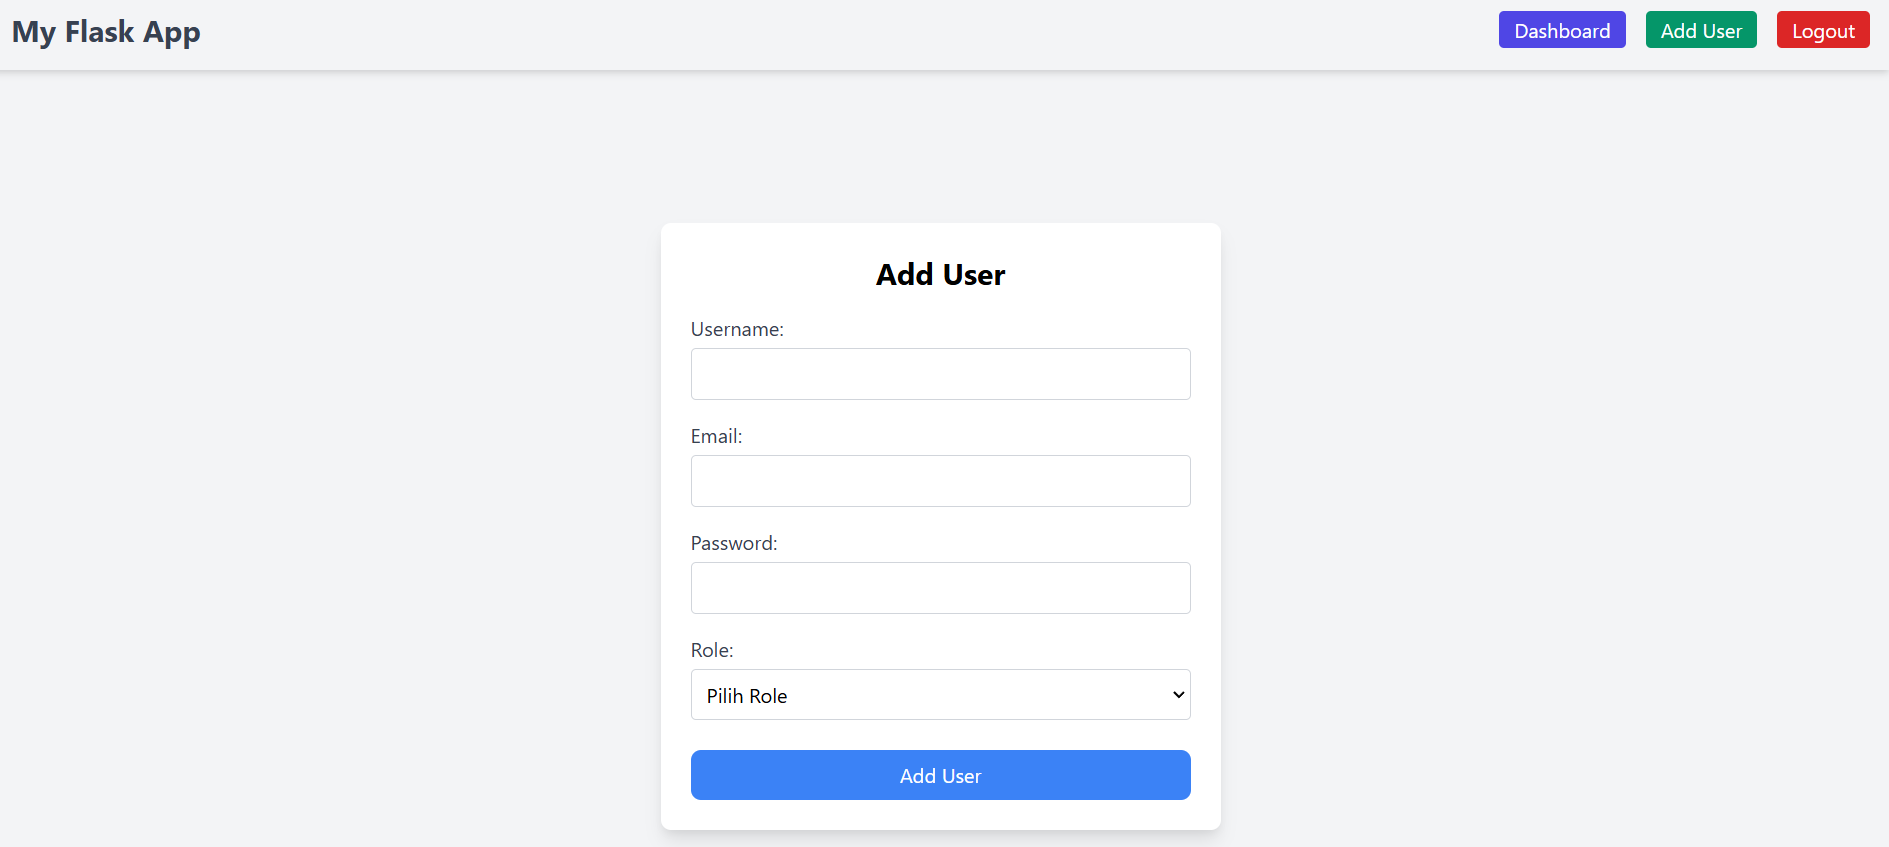 My Flask App
Dashboard
Add User
Logout
Add User
Username:
Email:
Password:
Role:
Pilih Role
Add User